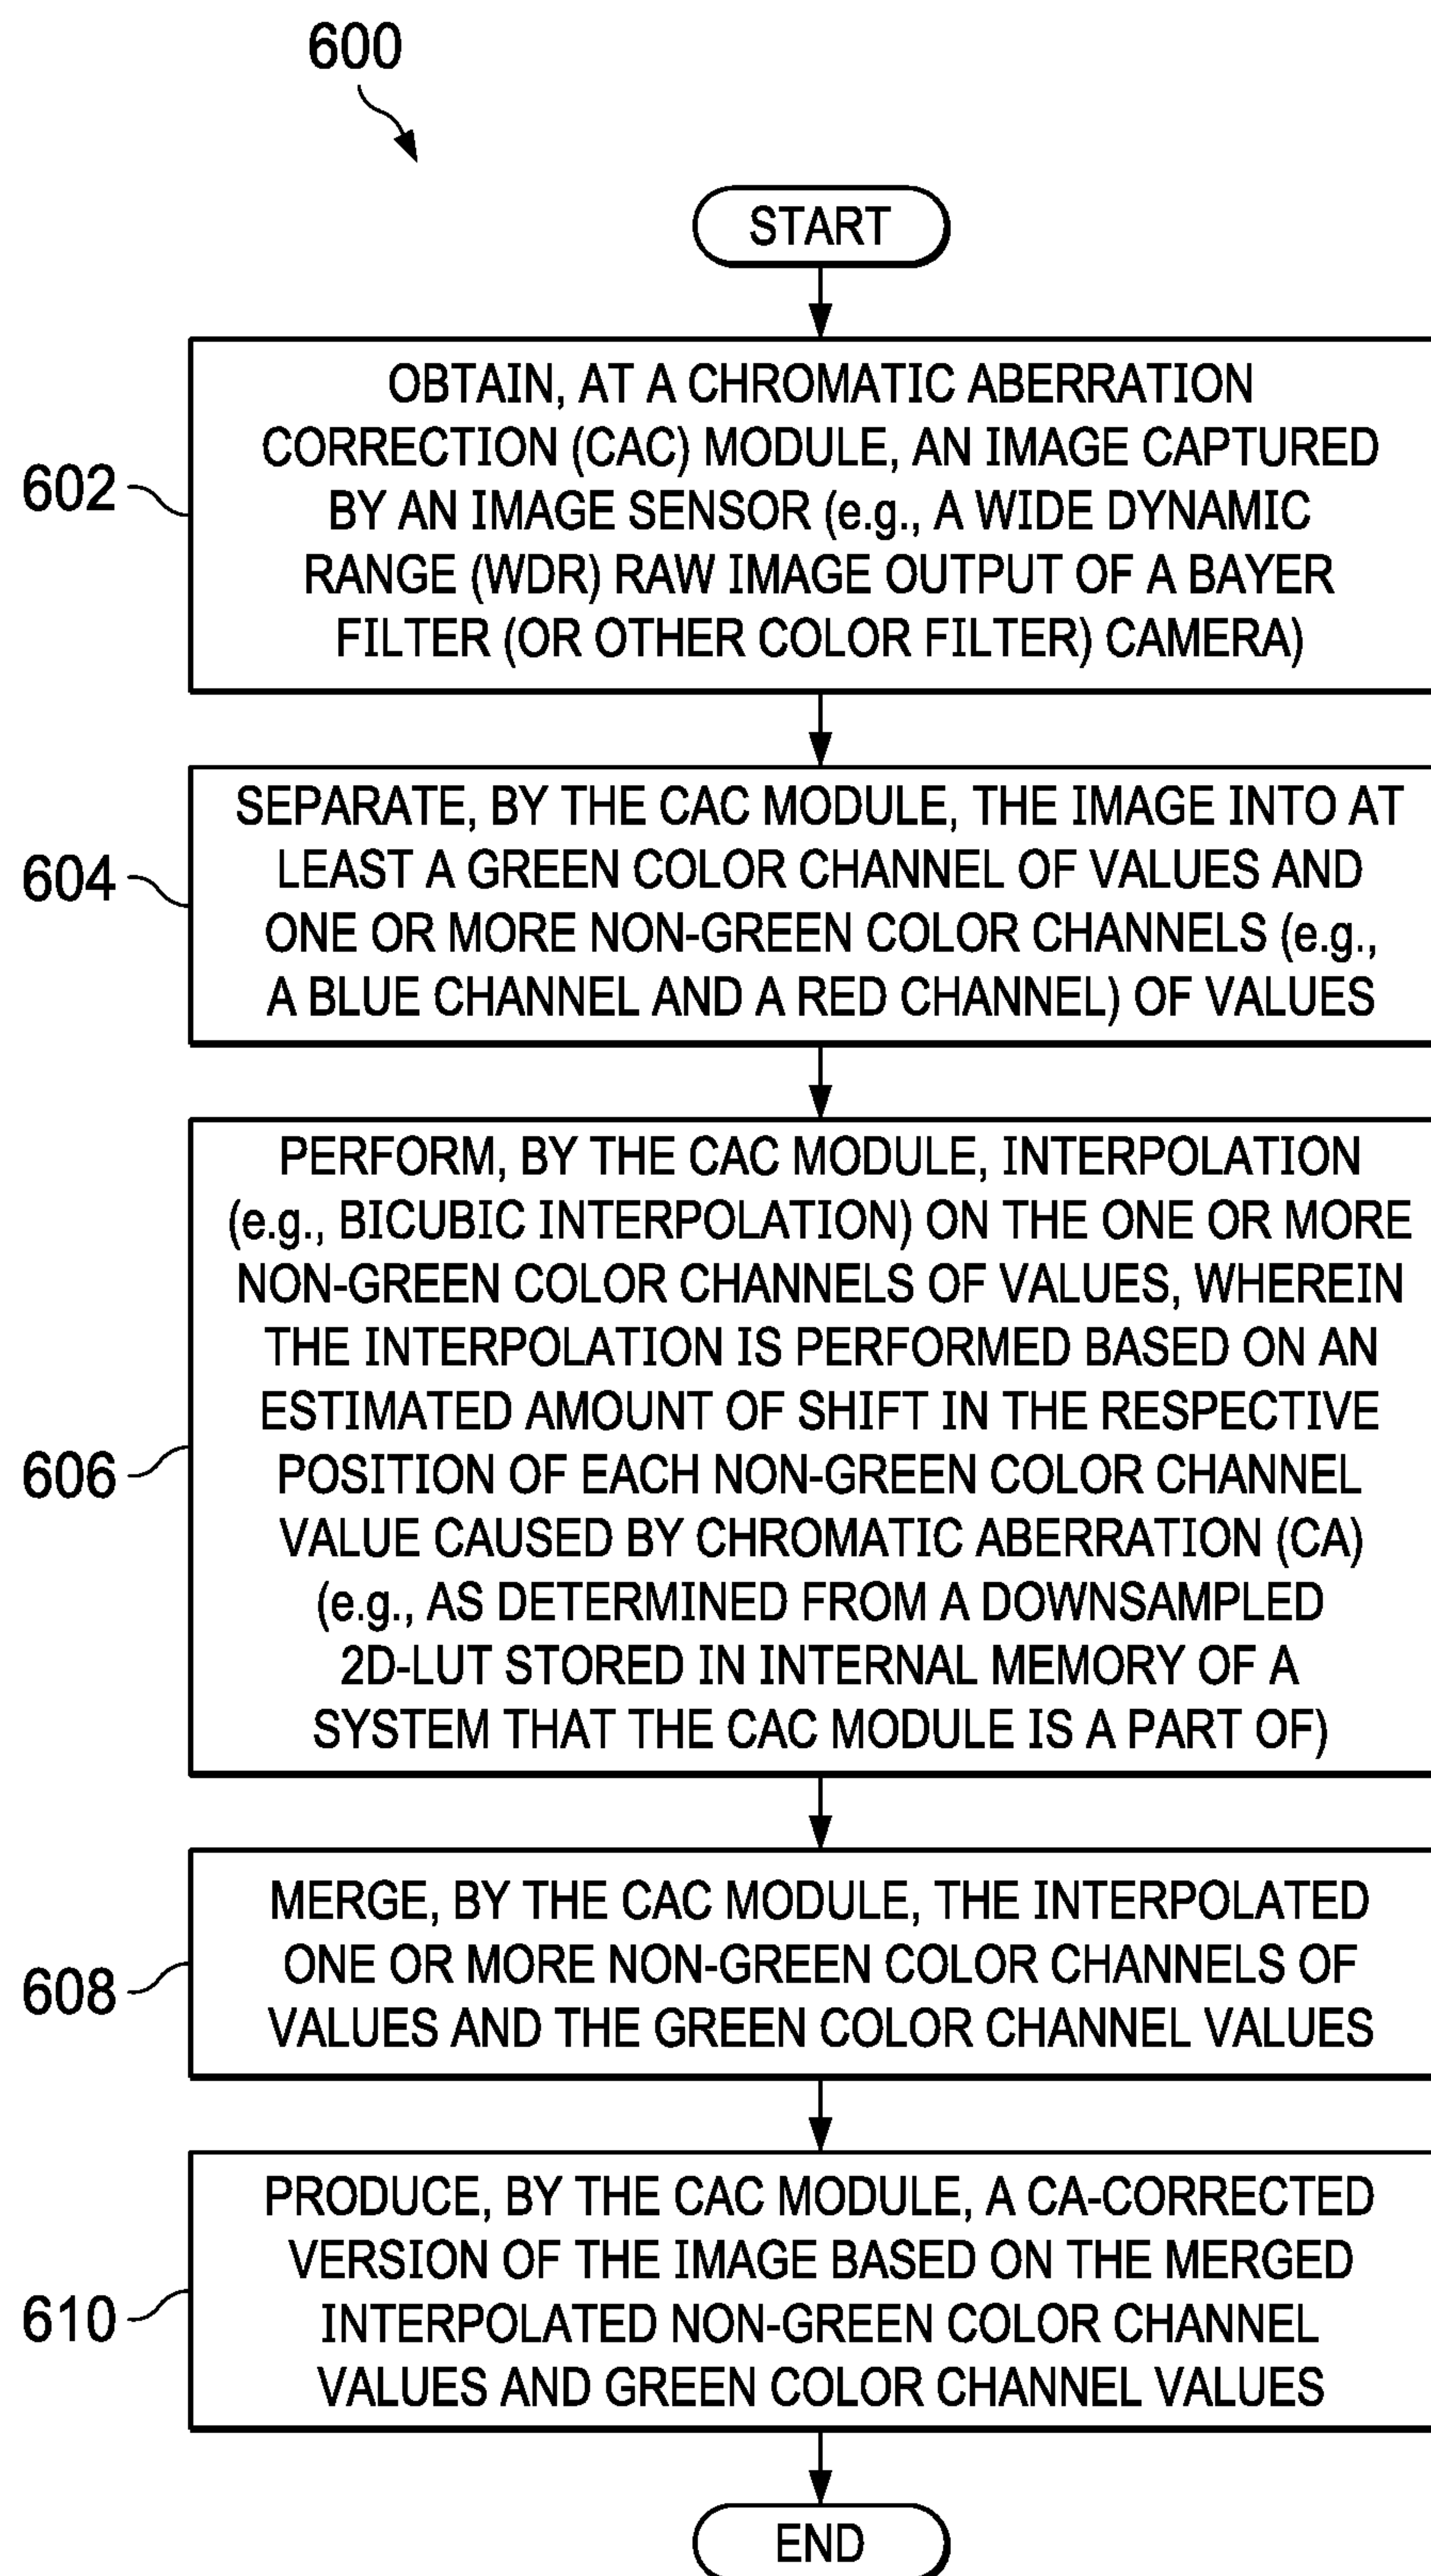 600
START
602
OBTAIN, AT A CHROMATIC ABERRATION
CORRECTION (CAC) MODULE, AN IMAGE CAPTURED
BY AN IMAGE SENSOR (e.g., A WIDE DYNAMIC
RANGE (WDR) RAW IMAGE OUTPUT OF A BAYER
FILTER (OR OTHER COLOR FILTER) CAMERA)
604
SEPARATE, BY THE CAC MODULE, THE IMAGE INTO AT
LEAST A GREEN COLOR CHANNEL OF VALUES AND
ONE OR MORE NON-GREEN COLOR CHANNELS (e.g.,
A BLUE CHANNEL AND A RED CHANNEL) OF VALUES
606
PERFORM, BY THE CAC MODULE, INTERPOLATION
(e.g., BICUBIC INTERPOLATION) ON THE ONE OR MORE
NON-GREEN COLOR CHANNELS OF VALUES, WHEREIN
THE INTERPOLATION IS PERFORMED BASED ON AN
ESTIMATED AMOUNT OF SHIFT IN THE RESPECTIVE
POSITION OF EACH NON-GREEN COLOR CHANNEL
VALUE CAUSED BY CHROMATIC ABERRATION (CA)
(e.g., AS DETERMINED FROM A DOWNSAMPLED
2D-LUT STORED IN INTERNAL MEMORY OF A
SYSTEM THAT THE CAC MODULE IS A PART OF)
608
MERGE, BY THE CAC MODULE, THE INTERPOLATED
ONE OR MORE NON-GREEN COLOR CHANNELS OF
VALUES AND THE GREEN COLOR CHANNEL VALUES
610
PRODUCE, BY THE CAC MODULE, A CA-CORRECTED
VERSION OF THE IMAGE BASED ON THE MERGED
INTERPOLATED NON-GREEN COLOR CHANNEL
VALUES AND GREEN COLOR CHANNEL VALUES
END